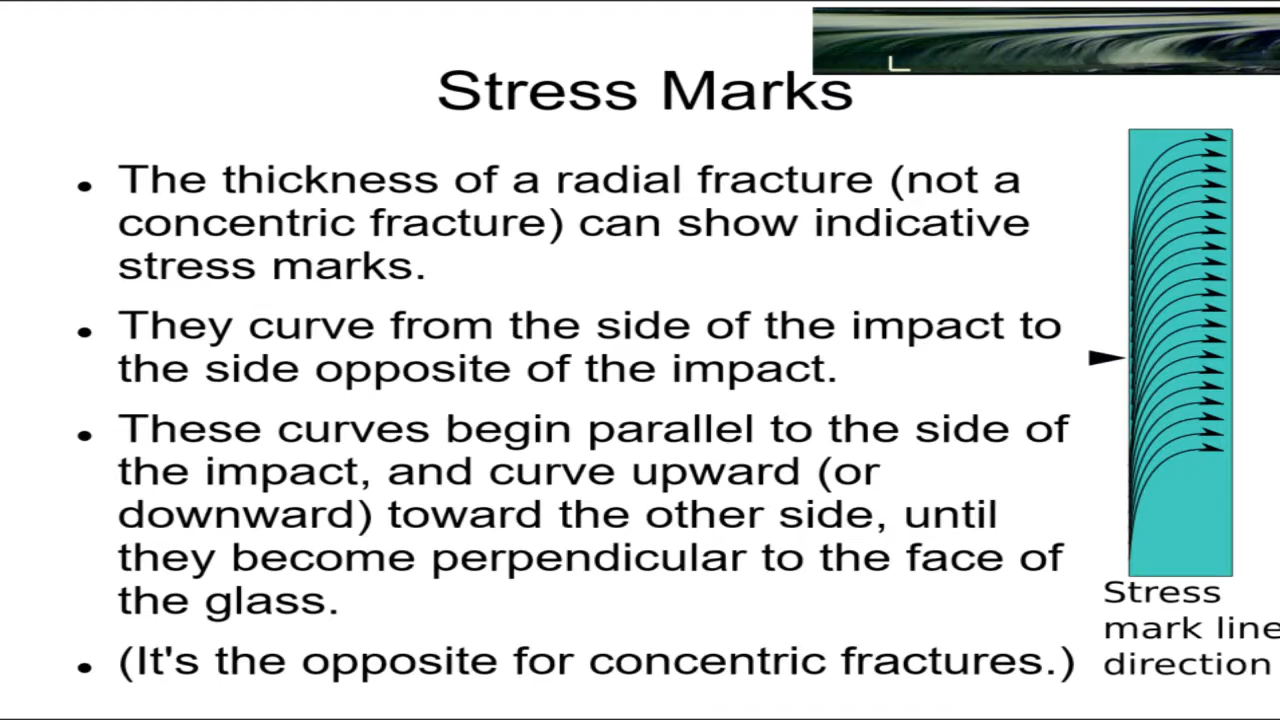 Stress Marks
• The thickness of a radial fracture (not a
concentric fracture) can show indicative
stress marks.
• They curve from the side of the impact to
the side opposite of the impact.
• These curves begin parallel to the side of
the impact, and curve upward (or
downward) toward the other side, until
they become perpendicular to the face of
the glass.
• (It's the opposite for concentric fractures.)
Stress
mark line
direction